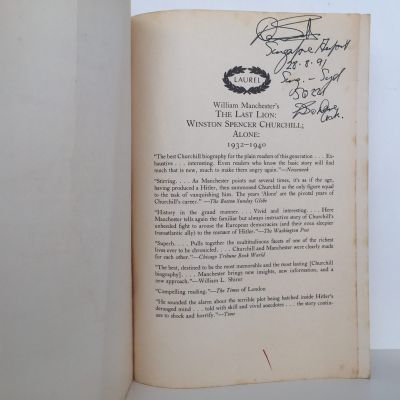 Singapore Airport
28-8-91
Sing. - Syd
LAUREL
William Manchester's
THE LAST LION:
WINSTON SPENCER CHURCHILL;
ALONE:
1932–1940
"The best Churchill biography for the plain readers of this generation . . . Ex-
haustive . . . interesting. Even readers who know the basic story will find
much that is new, much to make them angry again."—Newsweek
"Stirring. . . . As Manchester points out several times, it's as if the age,
having produced a Hitler, then summoned Churchill as the only figure equal
to the task of vanquishing him. The years 'Alone' are the pivotal years of
Churchill's career." —The Boston Sunday Globe
"History in the grand manner. . . . Vivid and interesting. . . . Here
Manchester tells again the familiar but always instructive story of Churchill's
unheeded fight to arouse the European democracies (and then even sleepier
transatlantic ally) to the menace of Hitler."—The Washington Post
"Superb. . . . Pulls together the multitudinous facets of one of the richest
lives ever to be chronicled. . . . Churchill and Manchester were clearly made
for each other."—Chicago Tribune Book World
"The best, destined to be the most memorable and the most lasting [Churchill
biography]. . . . Manchester brings new insights, new information, and a
new approach."—William L. Shirer
"Compelling reading."—The Times of London
"He sounded the alarm about the terrible plot being hatched inside Hitler's
deranged mind . . . told with skill and vivid anecdotes . . . the story contin-
ues to shock and horrify."—Time